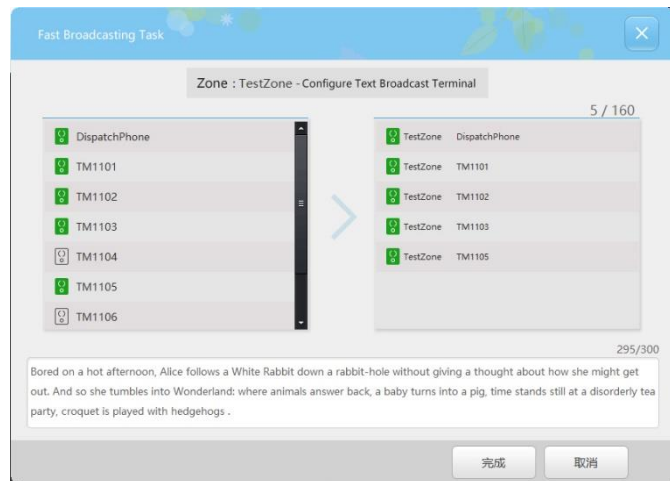 Fast Broadcasting Task
Zone : TestZone - Configure Text Broadcast Terminal
5 / 160
DispatchPhone
TM1101
TM1102
TM1103
TM1104
TM1105
TM1106
TestZone DispatchPhone
TestZone TM1101
TestZone TM1102
TestZone TM1103
TestZone TM1105
295/300
Bored on a hot afternoon, Alice follows a White Rabbit down a rabbit-hole without giving a thought about how she might get
out. And so she tumbles into Wonderland: where animals answer back, a baby turns into a pig, time stands still at a disorderly tea
party, croquet is played with hedgehogs .
完成 取消